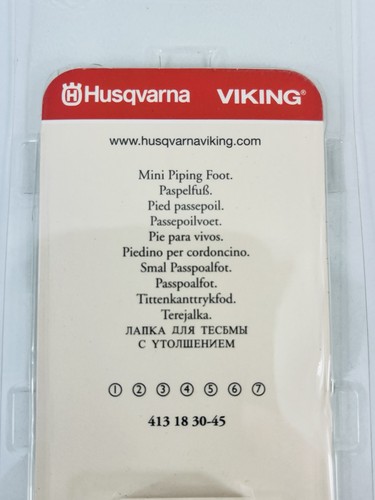 Husqvarna VIKING®
www.husqvarnaviking.com
Mini Piping Foot.
Paspelfuß.
Pied passepoil.
Passepoilvoet.
Pie para vivos.
Piedino per cordoncino.
Smal Passpoalfot.
Passpoalfot.
Tittenkanttrykfod.
Terejalka.
ЛАПКА ДЛЯ ТЕСЬМЫ
С УТОЛШЕНИЕМ
① ② ③ ④ ⑤ ⑥ ⑦
413 18 30-45